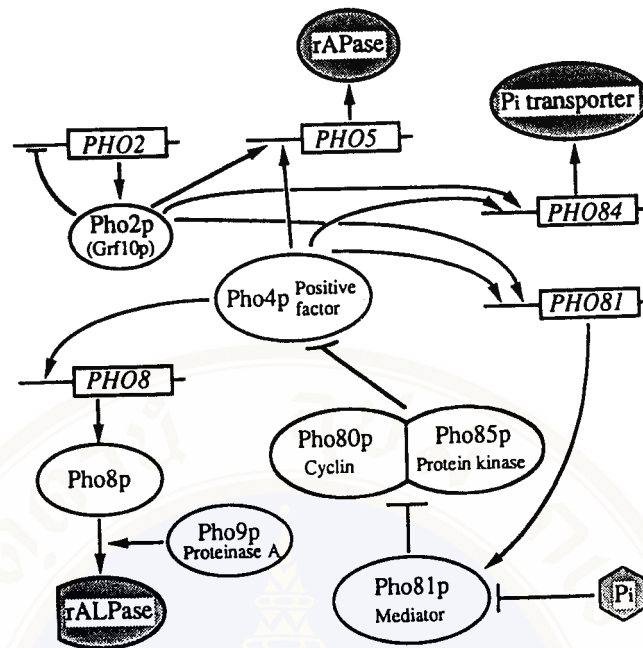 rAPase
Pi transporter
PHO2
PHO5
Pho2p
(Grf10p)
PHO84
Pho4p Positive
factor
PHO81
PHO8
Pho80p
Cyclin
Pho85p
Protein kinase
Pho8p
Pho9p
Proteinase A
Pho81p
Mediator
Pi
rALPase